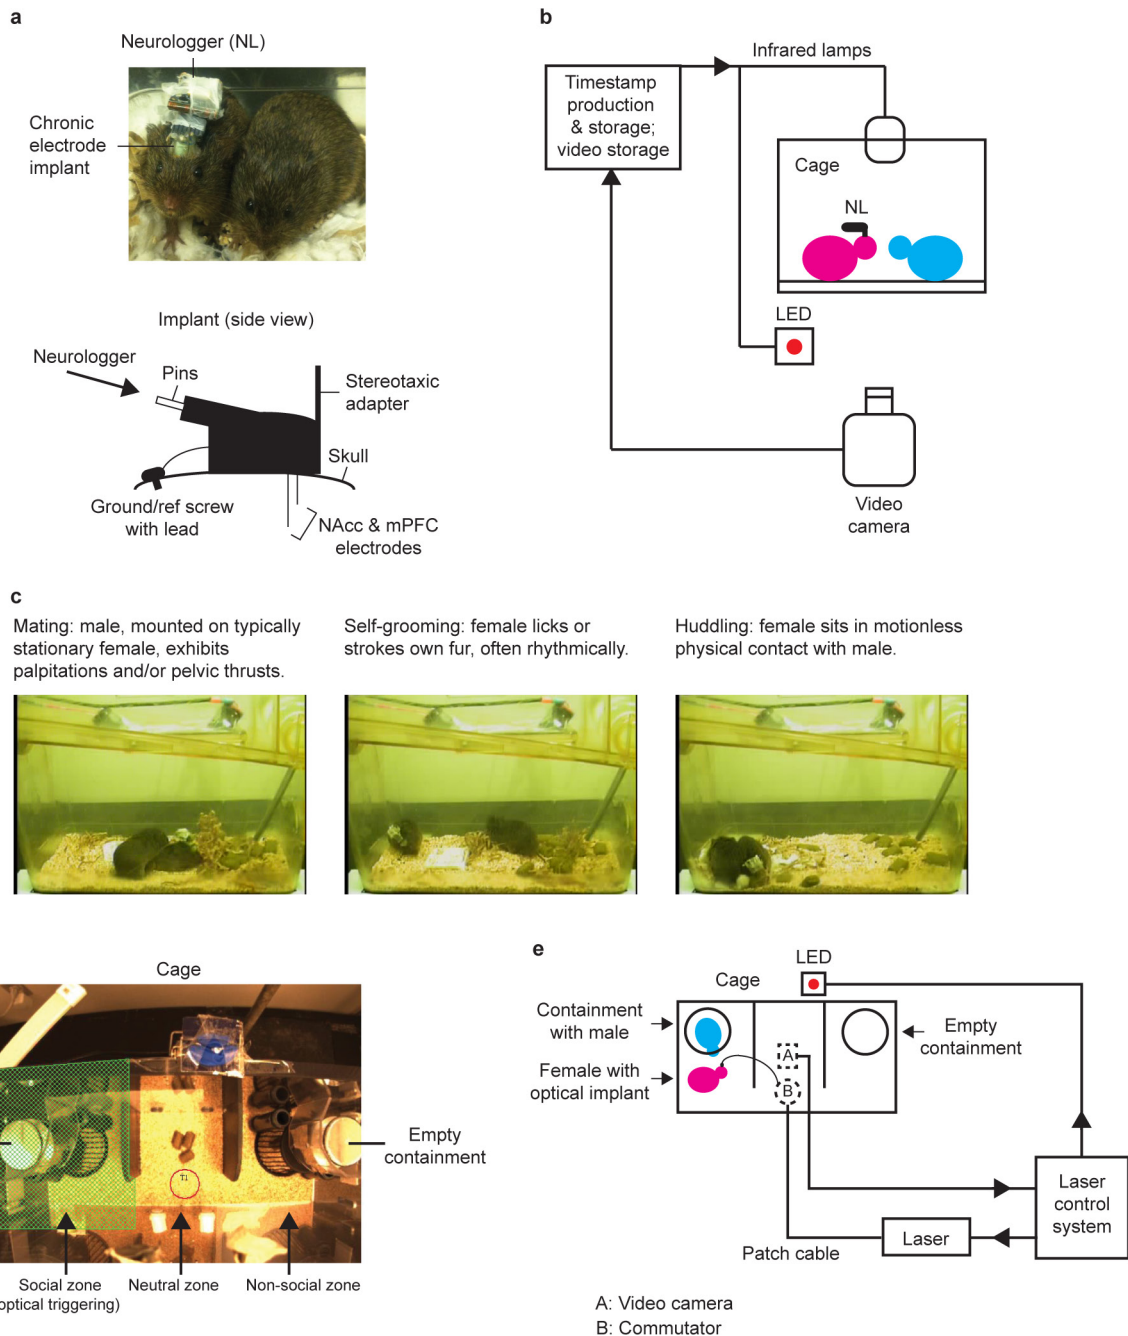 a
Neurologger (NL)
Chronic
electrode
implant
Implant (side view)
Neurologger
Pins
Stereotaxic
adapter
Skull
Ground/ref screw
with lead
NAcc & mPFC
electrodes
b
Infrared lamps
Timestamp
production
& storage;
video storage
Cage
NL
LED
Video
camera
c
Mating: male, mounted on typically
stationary female, exhibits
palpitations and/or pelvic thrusts.
Self-grooming: female licks or
strokes own fur, often rhythmically.
Huddling: female sits in motionless
physical contact with male.
Cage
Empty
containment
Social zone
optical triggering)
Neutral zone
Non-social zone
e
LED
Cage
Containment
with male
Female with
optical implant
A
B
Empty
containment
Laser
control
system
Laser
Patch cable
A: Video camera
B: Commutator